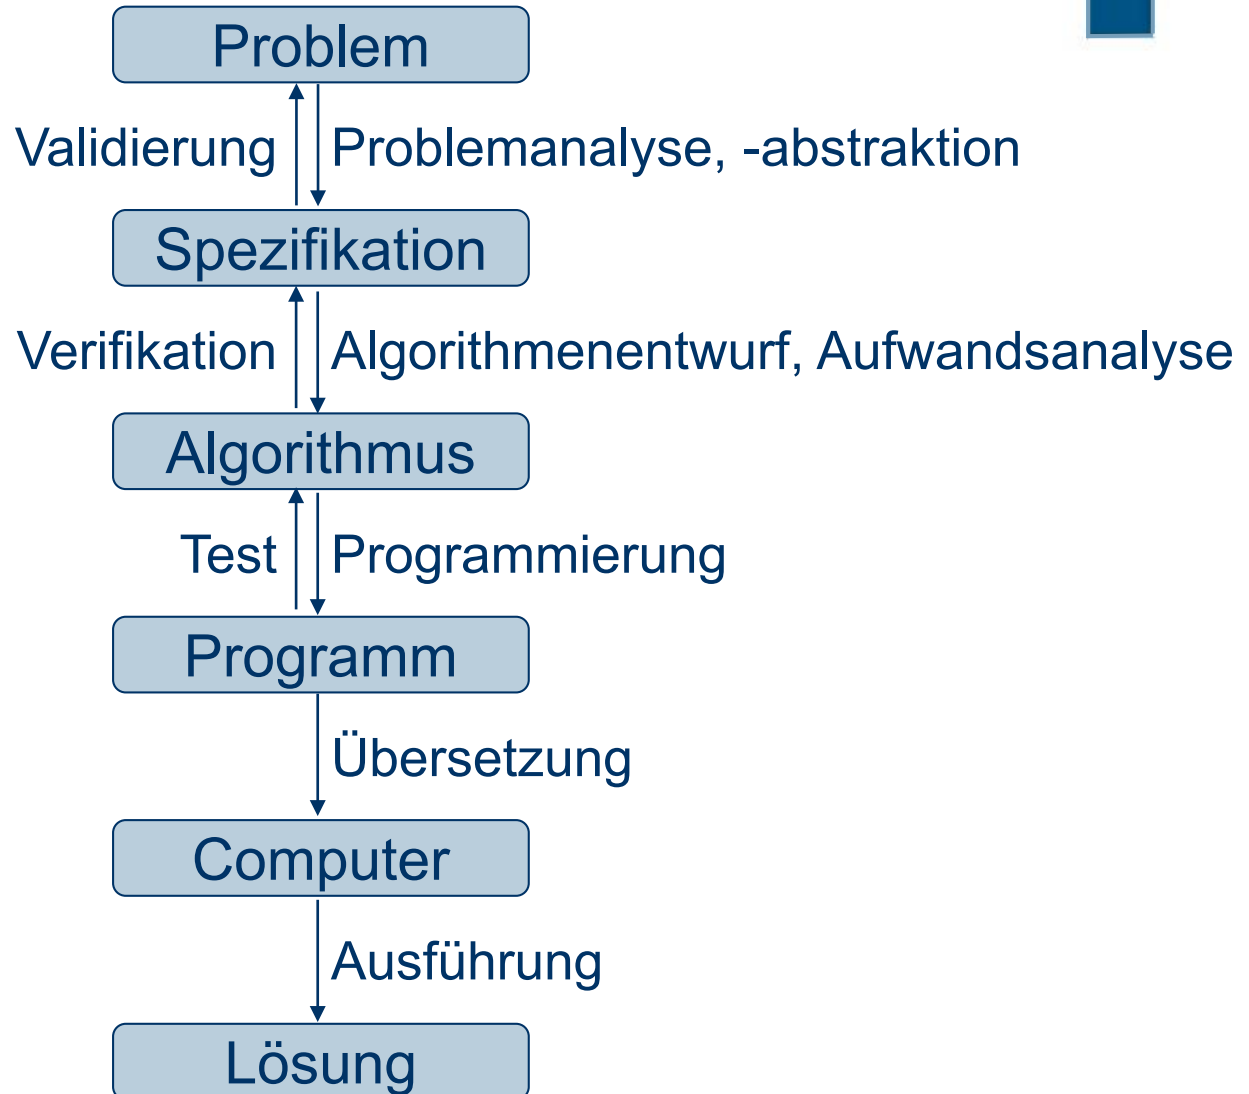 Problem
Validierung Problemanalyse, -abstraktion
Spezifikation
Verifikation Algorithmenentwurf, Aufwandsanalyse
Algorithmus
Test Programmierung
Programm
Übersetzung
Computer
Ausführung
Lösung